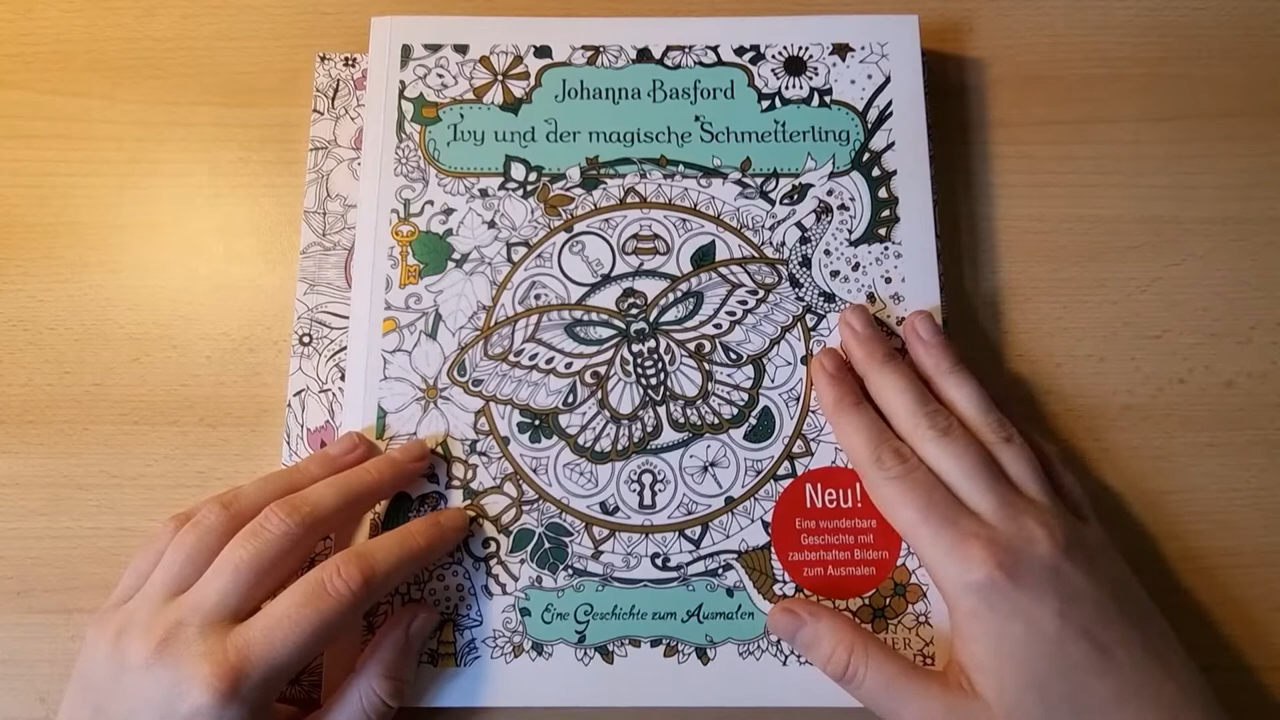 Johanna Basford
Ivy und der magische Schmetterling
Neu!
Eine wunderbare
Geschichte mit
zauberhaften Bildern
zum Ausmalen
Eine Geschichte zum Ausmalen